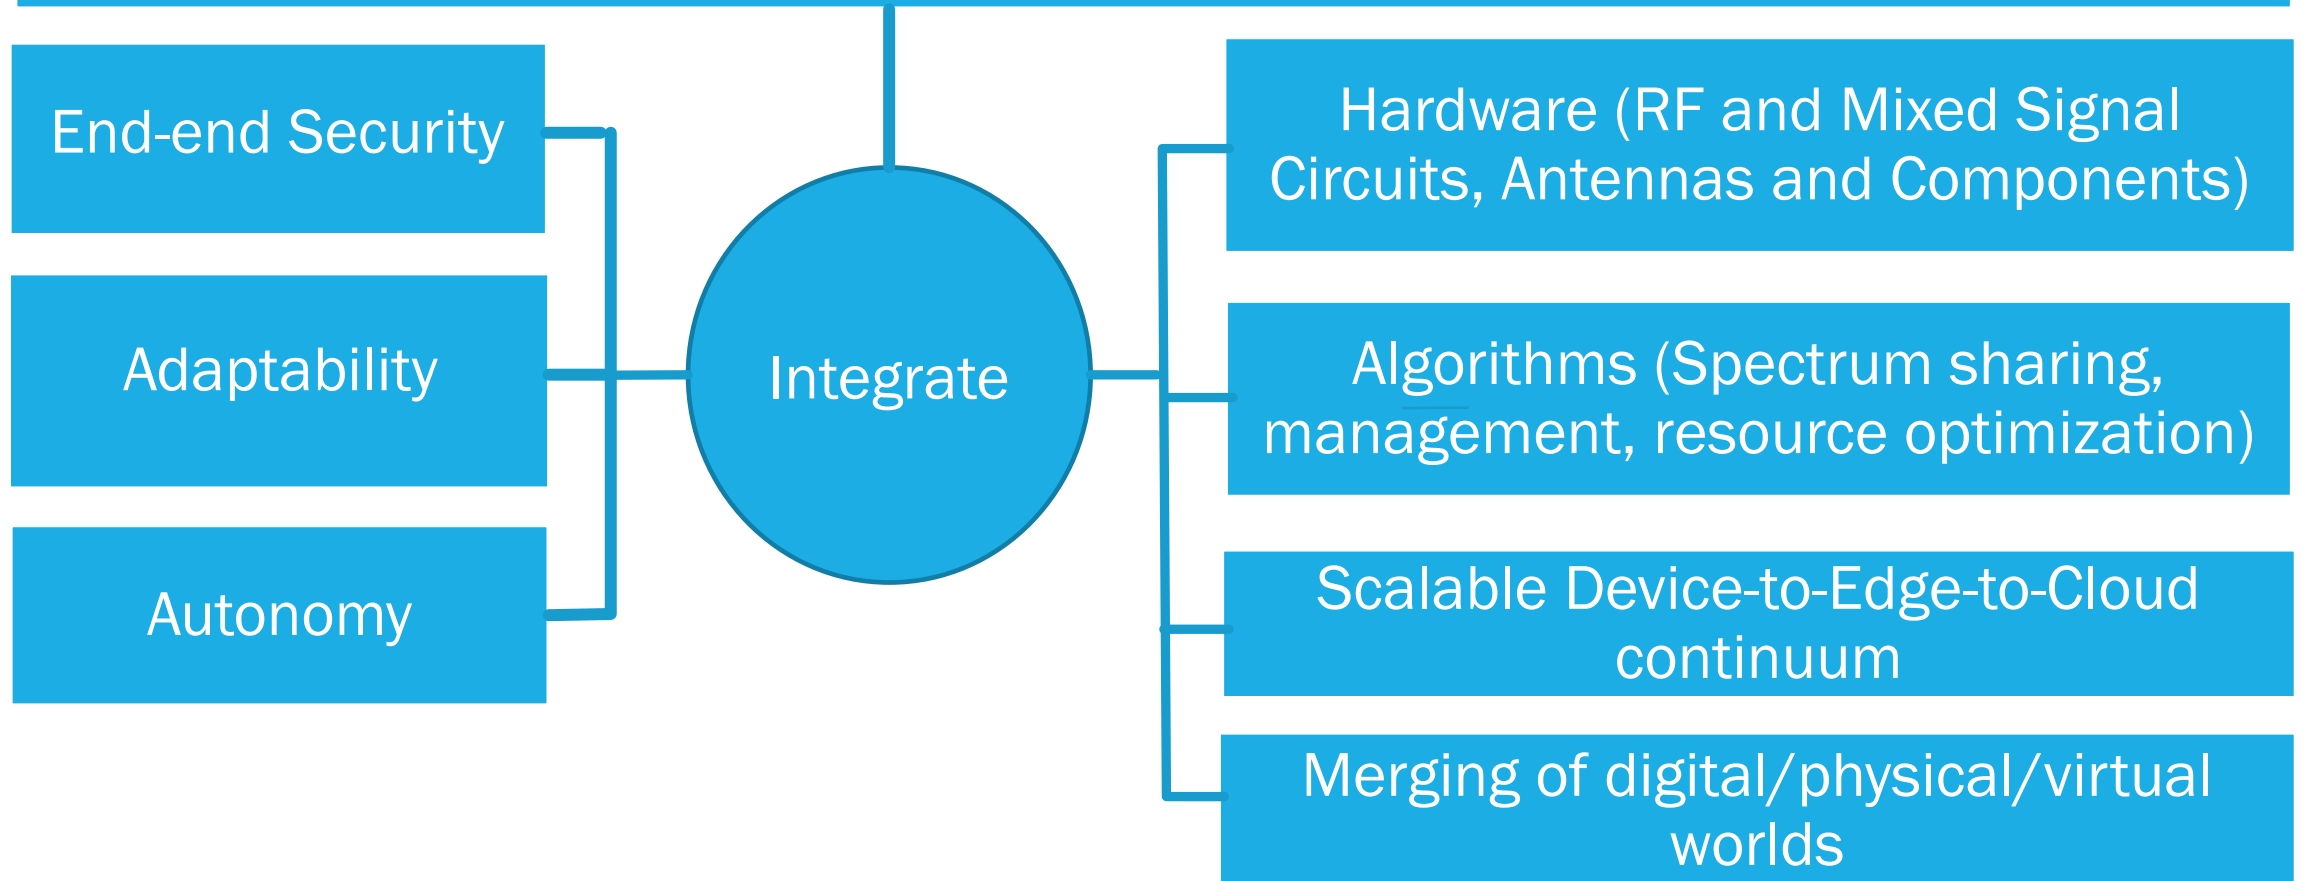 End-end Security
Adaptability
Autonomy
Integrate
Hardware (RF and Mixed Signal
Circuits, Antennas and Components)
Algorithms (Spectrum sharing,
management, resource optimization)
Scalable Device-to-Edge-to-Cloud
continuum
Merging of digital/physical/virtual
worlds